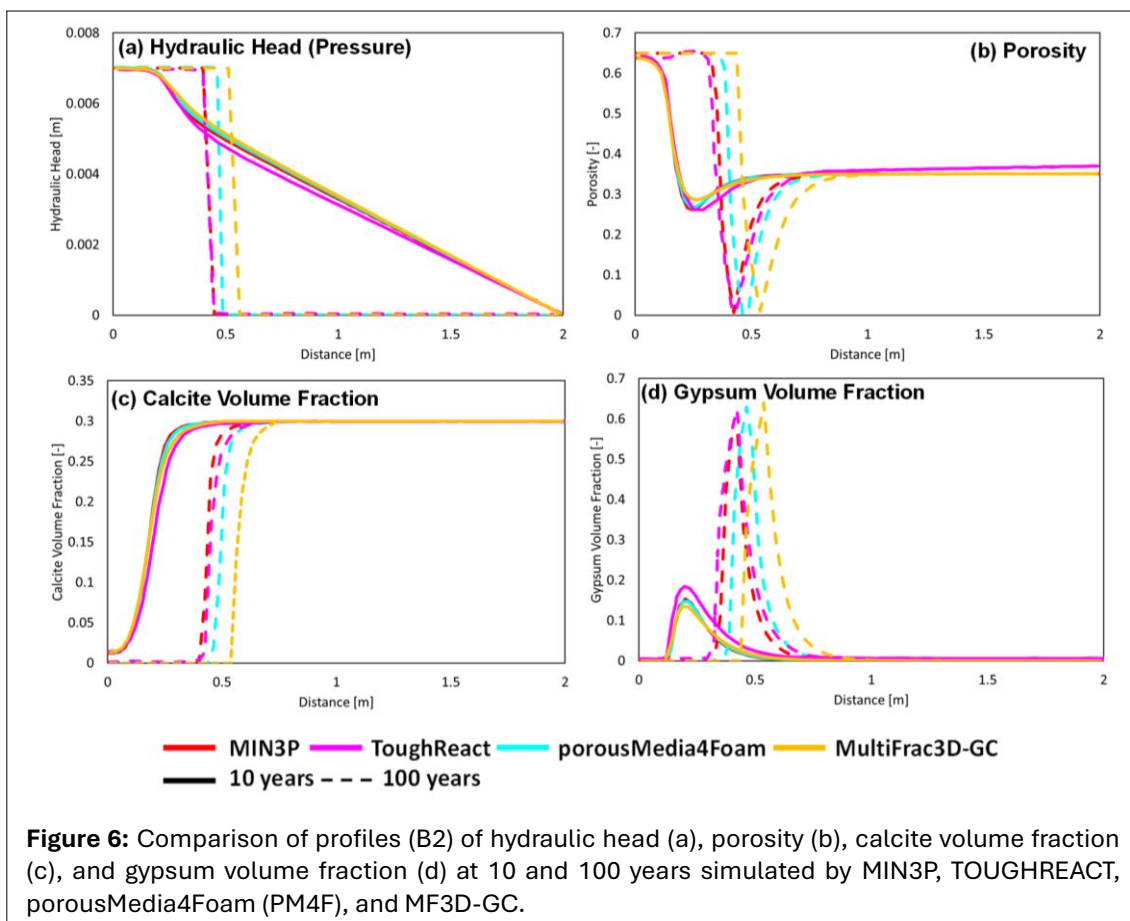 (a) Hydraulic Head (Pressure)
0.008
0.006
0.004
0.002
0
Hydraulic Head [m]
0 0.5 1 1.5 2
Distance [m]
(b) Porosity
0.7
0.6
0.5
0.4
0.3
0.2
0.1
0
Porosity [-]
0 0.5 1 1.5 2
Distance [m]
(c) Calcite Volume Fraction
0.35
0.3
0.25
0.2
0.15
0.1
0.05
0
Calcite Volume Fraction [-]
0 0.5 1 1.5 2
Distance [m]
(d) Gypsum Volume Fraction
0.7
0.6
0.5
0.4
0.3
0.2
0.1
0
Gypsum Volume Fraction [-]
0 0.5 1 1.5 2
Distance [m]
MIN3P ToughReact porousMedia4Foam MultiFrac3D-GC
10 years 100 years
Figure 6: Comparison of profiles (B2) of hydraulic head (a), porosity (b), calcite volume fraction
(c), and gypsum volume fraction (d) at 10 and 100 years simulated by MIN3P, TOUGHREACT,
porousMedia4Foam (PM4F), and MF3D-GC.